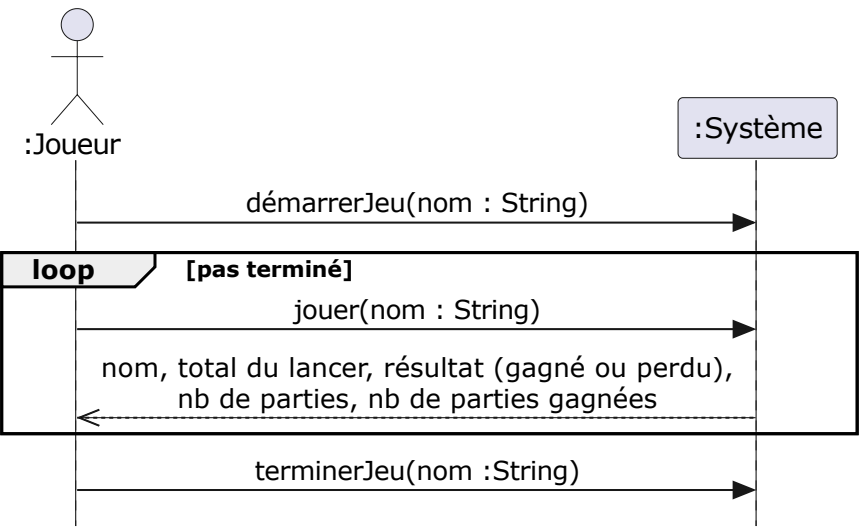 :Joueur
:Système
démarrerJeu(nom : String)
loop
[pas terminé]
jouer(nom : String)
nom, total du lancer, résultat (gagné ou perdu),
nb de parties, nb de parties gagnées
terminerJeu(nom :String)